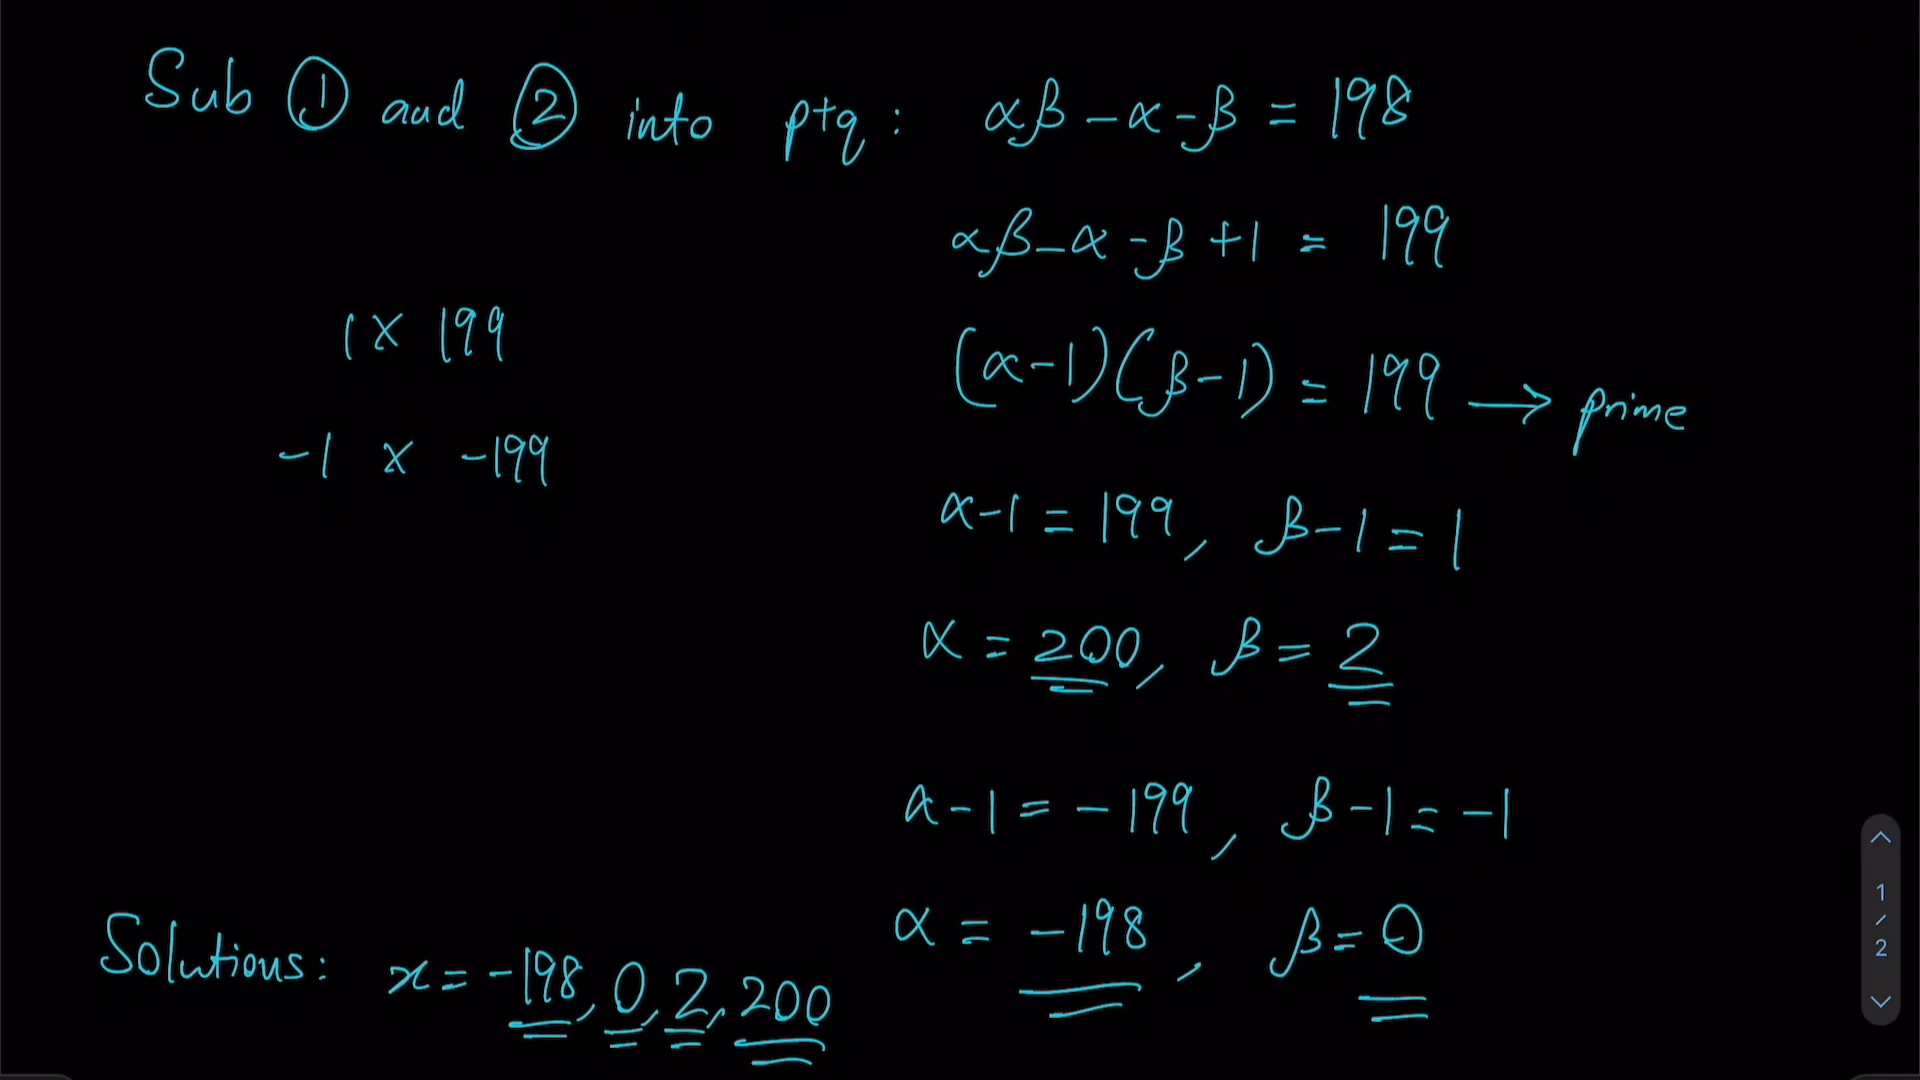 Sub ① and ② into p+q: αβ-α-β = 198
αβ-α-β+1 = 199
1 x 199
(α-1)(β-1) = 199 → prime
-1 x -199
α-1 = 199, β-1 = 1
α = 200, β = 2
α-1 = -199, β-1 = -1
α = -198, β = 0
Solutions: x = -198, 0, 2, 200
1
/
2